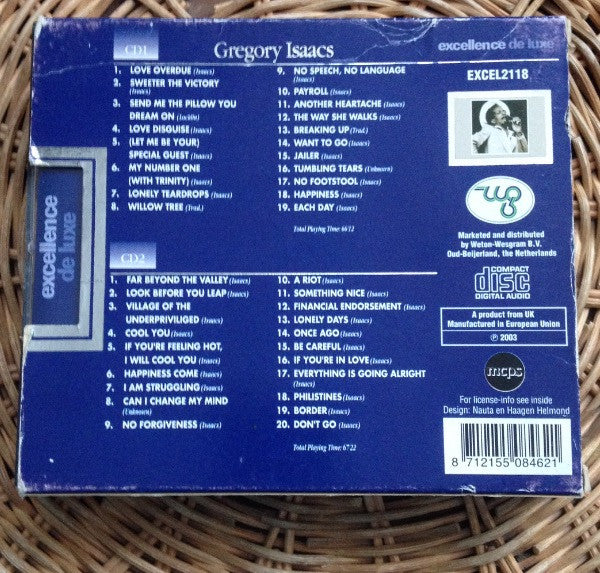 CD1
Gregory Isaacs
excellence de luxe
1. LOVE OVERDUE (Isaacs)
2. SWEETER THE VICTORY
(Isaacs)
3. SEND ME THE PILLOW YOU
DREAM ON (Locklin)
4. LOVE DISGUISE (Isaacs)
5. (LET ME BE YOUR)
SPECIAL GUEST (Isaacs)
6. MY NUMBER ONE
(WITH TRINITY) (Isaacs)
7. LONELY TEARDROPS (Isaacs)
8. WILLOW TREE (Trad.)
9. NO SPEECH, NO LANGUAGE
(Isaacs)
10. PAYROLL (Isaacs)
11. ANOTHER HEARTACHE (Isaacs)
12. THE WAY SHE WALKS (Isaacs)
13. BREAKING UP (Trad.)
14. WANT TO GO (Isaacs)
15. JAILER (Isaacs)
16. TUMBLING TEARS (Unknown)
17. NO FOOTSTOOL (Isaacs)
18. HAPPINESS (Isaacs)
19. EACH DAY (Isaacs)
Total Playing Time: 66'12
CD2
1. FAR BEYOND THE VALLEY (Isaacs)
2. LOOK BEFORE YOU LEAP (Isaacs)
3. VILLAGE OF THE
UNDERPRIVILIGED (Isaacs)
4. COOL YOU (Isaacs)
5. IF YOU'RE FEELING HOT,
I WILL COOL YOU (Isaacs)
6. HAPPINESS COME (Isaacs)
7. I AM STRUGGLING (Isaacs)
8. CAN I CHANGE MY MIND
(Unknown)
9. NO FORGIVENESS (Isaacs)
10. A RIOT (Isaacs)
11. SOMETHING NICE (Isaacs)
12. FINANCIAL ENDORSEMENT (Isaacs)
13. LONELY DAYS (Isaacs)
14. ONCE AGO (Isaacs)
15. BE CAREFUL (Isaacs)
16. IF YOU'RE IN LOVE (Isaacs)
17. EVERYTHING IS GOING ALRIGHT
(Isaacs)
18. PHILISTINES (Isaacs)
19. BORDER (Isaacs)
20. DON'T GO (Isaacs)
Total Playing Time: 67'22
excellence
de luxe
EXCEL2118
wg
Marketed and distributed
by Weton-Wesgram B.V.
Oud-Beijerland, the Netherlands
COMPACT
disc
DIGITAL AUDIO
A product from UK
Manufactured in European Union
℗ 2003
mcps
For license-info see inside
Design: Nauta en Haagen Helmond
8 712155 084621